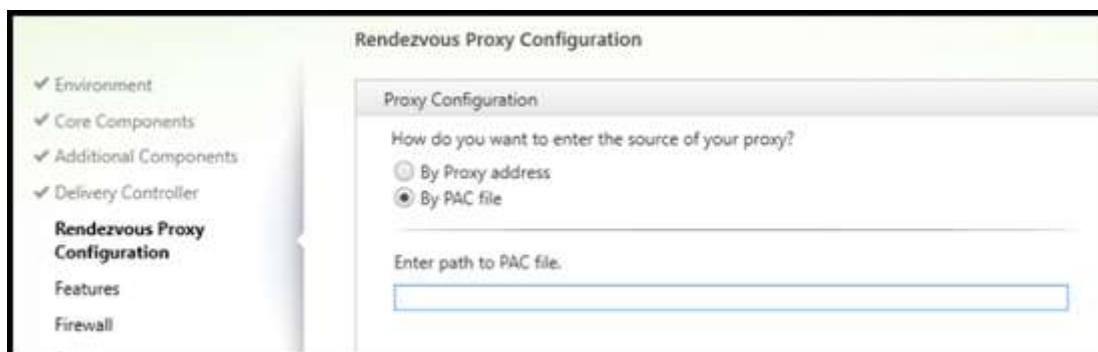 Rendezvous Proxy Configuration
Environment
Core Components
Additional Components
Delivery Controller
Rendezvous Proxy
Configuration
Features
Firewall
Proxy Configuration
How do you want to enter the source of your proxy?
By Proxy address
By PAC file
Enter path to PAC file.